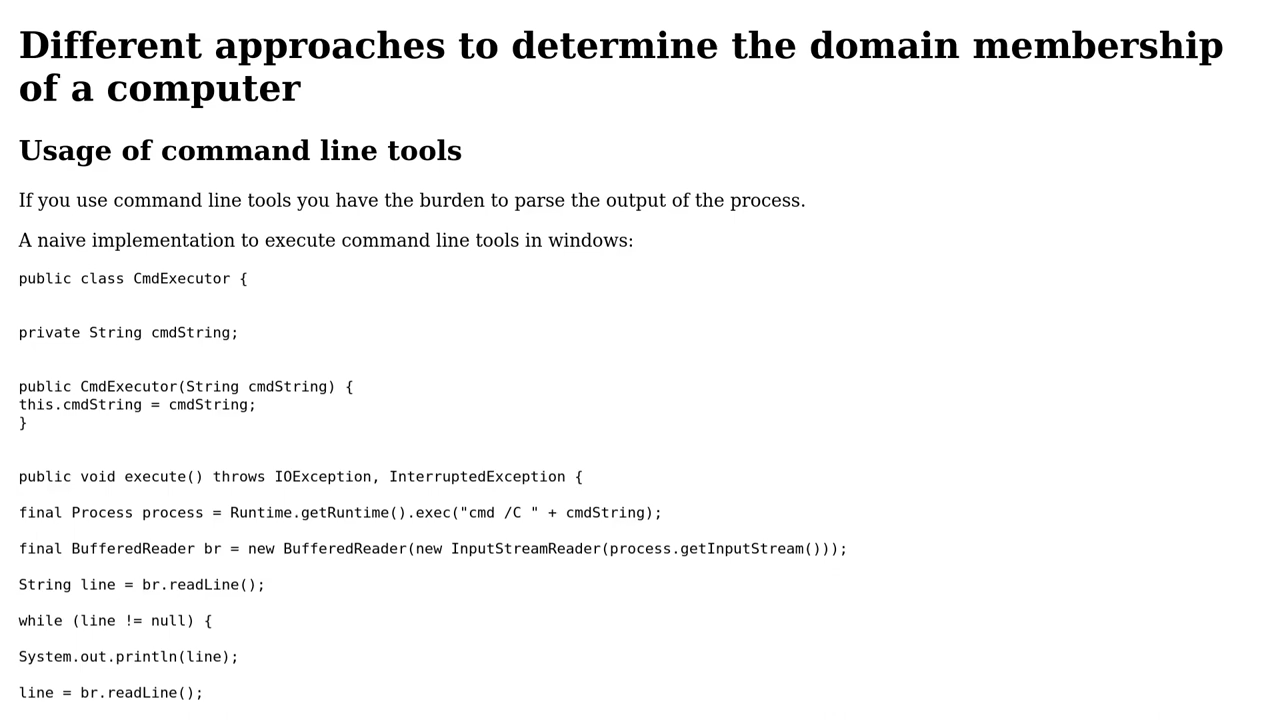 Different approaches to determine the domain membership
of a computer
Usage of command line tools
If you use command line tools you have the burden to parse the output of the process.
A naive implementation to execute command line tools in windows:
public class CmdExecutor {
private String cmdString;
public CmdExecutor(String cmdString) {
this.cmdString = cmdString;
}
public void execute() throws IOException, InterruptedException {
final Process process = Runtime.getRuntime().exec("cmd /C " + cmdString);
final BufferedReader br = new BufferedReader(new InputStreamReader(process.getInputStream()));
String line = br.readLine();
while (line != null) {
System.out.println(line);
line = br.readLine();